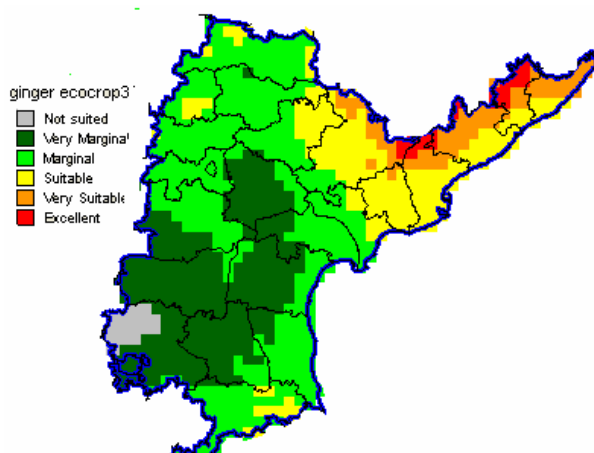 ginger ecocrop3
Not suited
Very Marginal
Marginal
Suitable
Very Suitable
Excellent